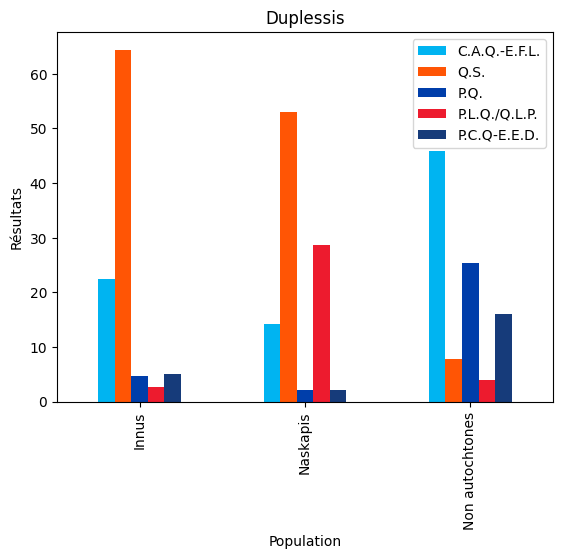 Duplessis
C.A.Q.-E.F.L.
Q.S.
P.Q.
P.L.Q./Q.L.P.
P.C.Q-E.E.D.
Résultats
60
50
40
30
20
10
0
Innus
Naskapis
Non autochtones
Population